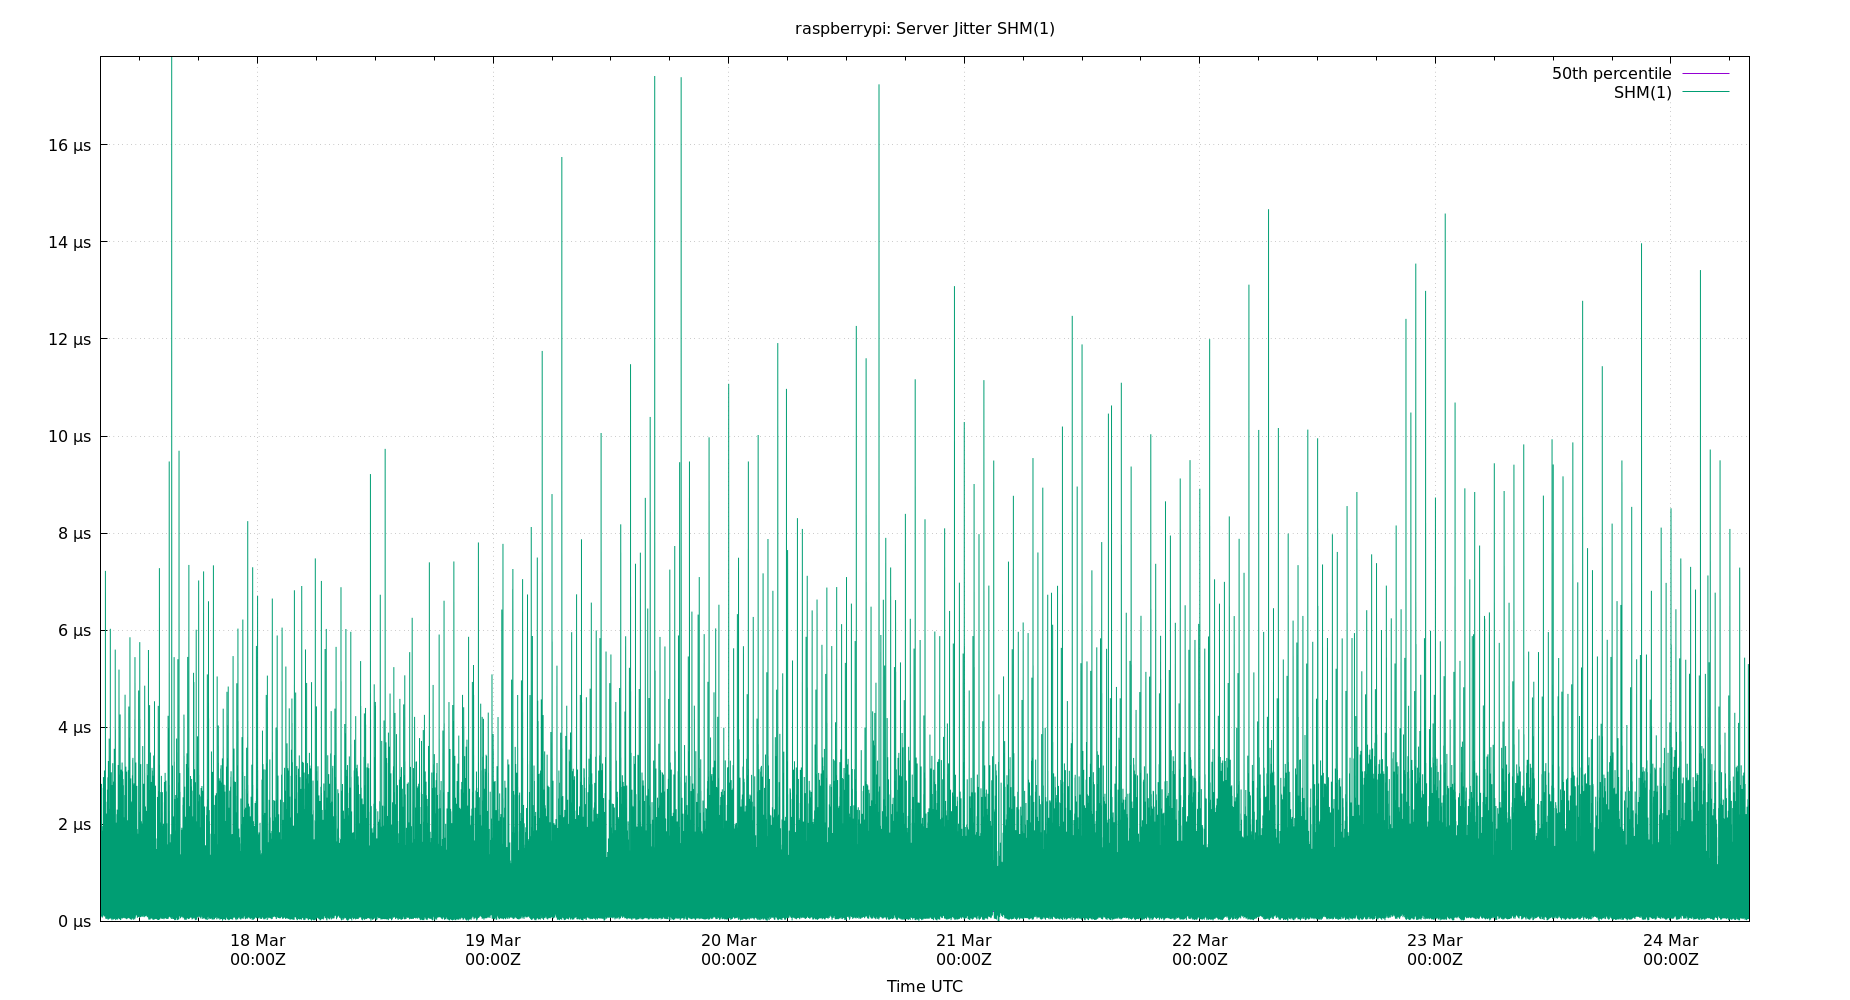 raspberrypi: Server Jitter SHM(1)
50th percentile
SHM(1)
16 µs
14 µs
12 µs
10 µs
8 µs
6 µs
4 µs
2 µs
0 µs
18 Mar 19 Mar 20 Mar 21 Mar 22 Mar 23 Mar 24 Mar
00:00Z 00:00Z 00:00Z 00:00Z 00:00Z 00:00Z 00:00Z
Time UTC